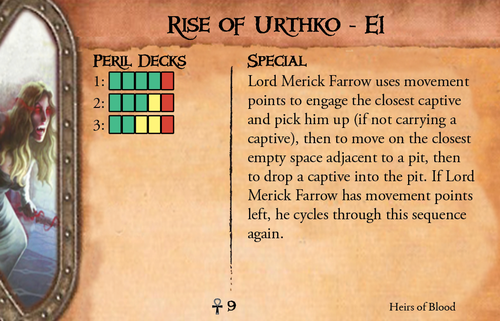 Rise of Urthko - E1
Peril Decks
1:
2:
3:
Special
Lord Merick Farrow uses movement
points to engage the closest captive
and pick him up (if not carrying a
captive), then to move on the closest
empty space adjacent to a pit, then
to drop a captive into the pit. If Lord
Merick Farrow has movement points
left, he cycles through this sequence
again.
9
Heirs of Blood